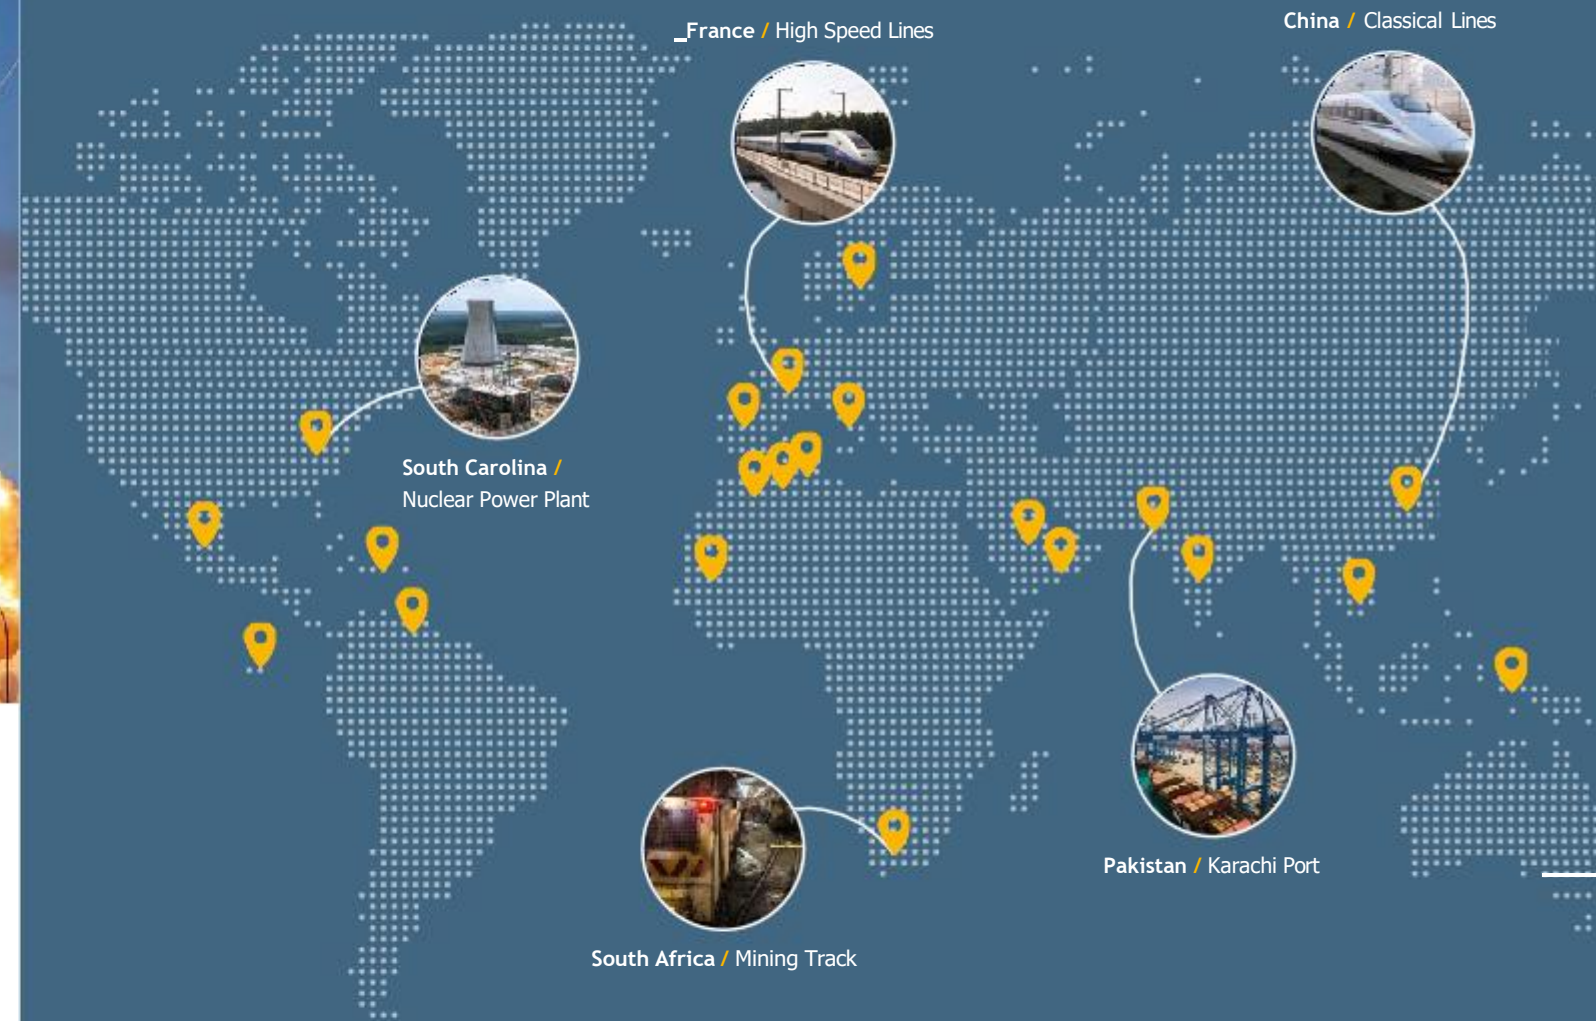 France / High Speed Lines
China / Classical Lines
South Carolina /
Nuclear Power Plant
Pakistan / Karachi Port
South Africa / Mining Track